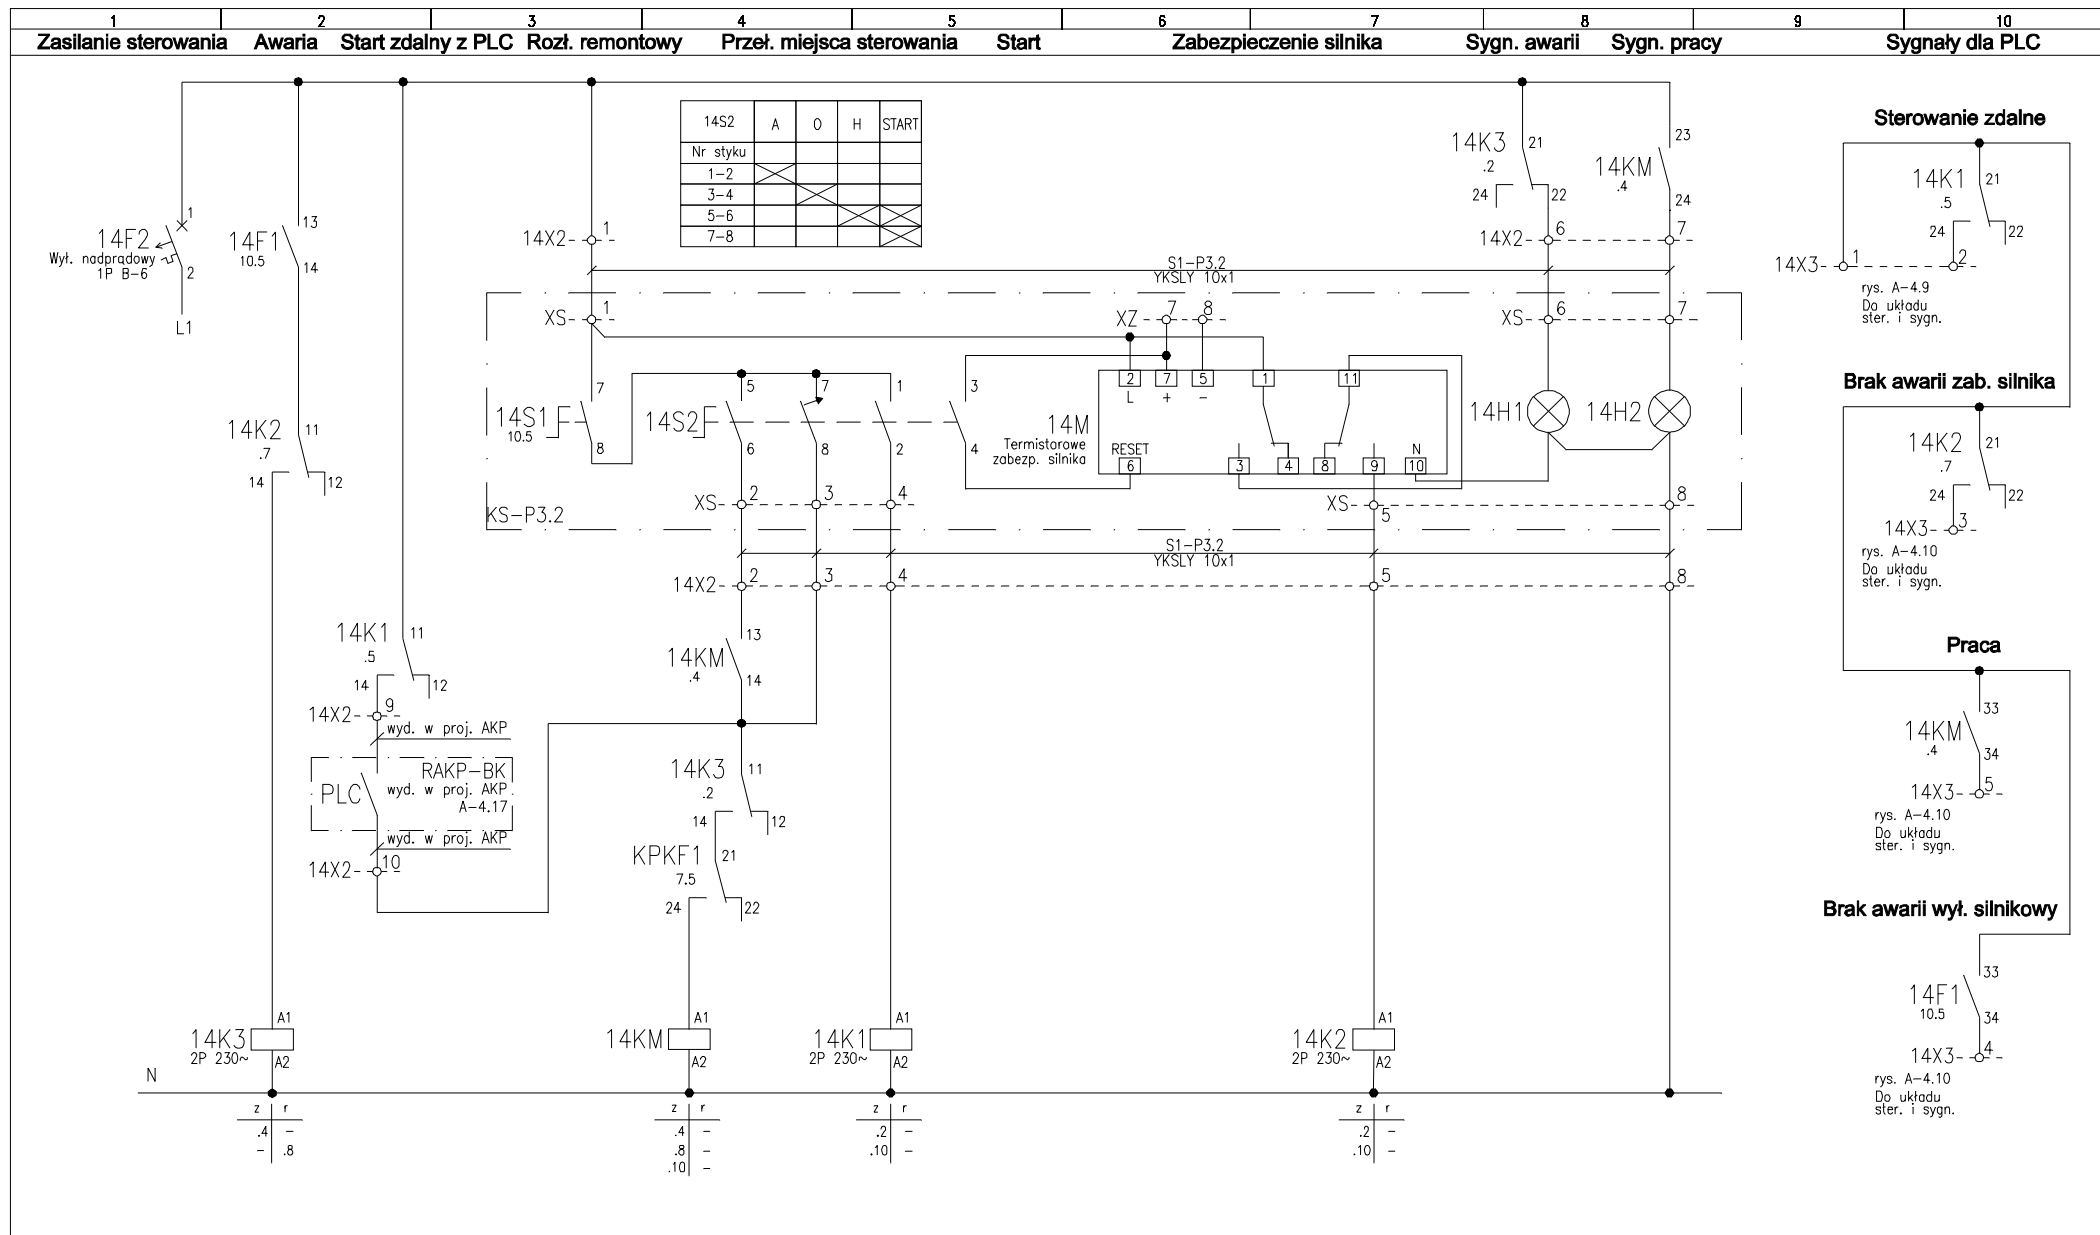 1 2 3 4 5 6 7 8 9 10
Zasilanie sterowania Awaria Start zdalny z PLC Rozł. remontowy Przeł. miejsca sterowania Start Zabezpieczenie silnika Sygn. awarii Sygn. pracy Sygnały dla PLC
14S2 A 0 H START
Nr styku
1-2
3-4
5-6
7-8
1
14F2
Wył. nadprądowy
1P B-6
2
L1
13
14F1
10.5
14
11
14K2
.7
14 12
11
14K1
.5
14 12
14X2 9
wyd. w proj. AKP
RAKP-BK
PLC wyd. w proj. AKP
A-4.17
wyd. w proj. AKP
14X2 10
A1
14K3
2P 230~
A2
N
z r
.4 -
- .8
14X2 1
S1-P3.2
YKSLY 10x1
XS 1
7
14S1
10.5
8
KS-P3.2
5 7 1 3
14S2
6 8 2 4
XS 2 3 4
S1-P3.2
YKSLY 10x1
14X2 2 3 4 5 8
13
14KM
.4
14
11
14K3
.2
14 12
KPKF1 21
7.5
24 22
A1
14KM
A2
z r
.4 -
.8 -
.10 -
A1
14K1
2P 230~
A2
z r
.2 -
.10 -
XZ 7 8
2 7 5 1 11
L + -
14M
Termistorowe
zabezp. silnika
RESET N
6 3 4 8 9 10
XS 5 8
A1
14K2
2P 230~
A2
z r
.2 -
.10 -
14K3 21
.2
24 22
23
14KM
.4
24
14X2 6 7
XS 6 7
14H1 14H2
Sterowanie zdalne
14K1 21
.5
24 22
14X3 1 2
rys. A-4.9
Do układu
ster. i sygn.
Brak awarii zab. silnika
14K2 21
.7
24 22
14X3 3
rys. A-4.10
Do układu
ster. i sygn.
Praca
33
14KM
.4
34
14X3 5
rys. A-4.10
Do układu
ster. i sygn.
Brak awarii wył. silnikowy
33
14F1
10.5
34
14X3 4
rys. A-4.10
Do układu
ster. i sygn.